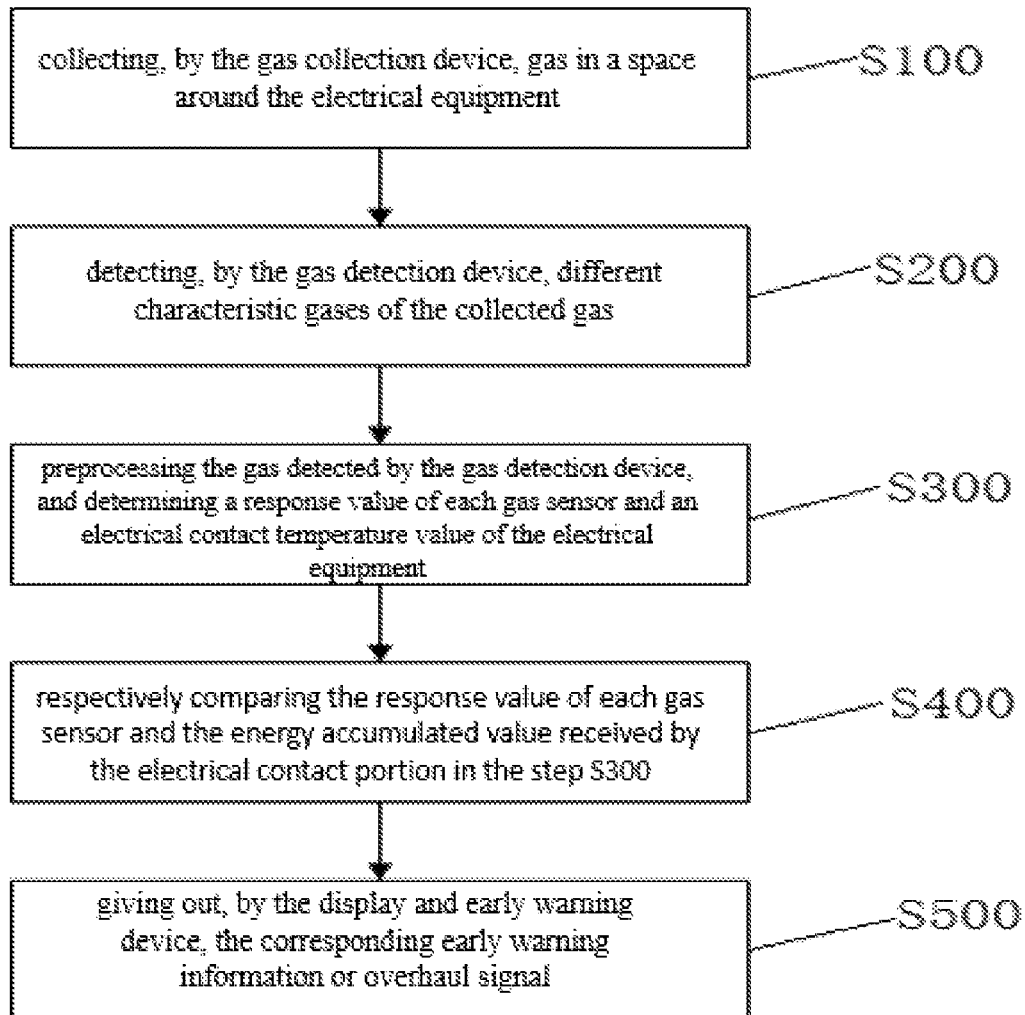 collecting, by the gas collection device, gas in a space
around the electrical equipment
S100
detecting, by the gas detection device, different
characteristic gases of the collected gas
S200
preprocessing the gas detected by the gas detection device,
and determining a response value of each gas sensor and an
electrical contact temperature value of the electrical
equipment
S300
respectively comparing the response value of each gas
sensor and the energy accumulated value received by
the electrical contact portion in the step S300
S400
giving out, by the display and early warning
device, the corresponding early warning
information or overhaul signal
S500